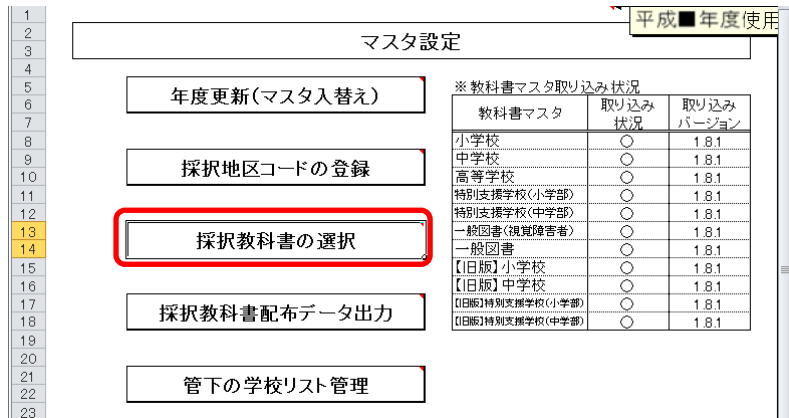 1
平成■年度使用
2
マスタ設定
3
4
5
※教科書マスタ取り込み状況
年度更新(マスタ入替え)
6
教科書マスタ 取り込み状況 取り込みバージョン
7
8
小学校 ○ 1.8.1
9
中学校 ○ 1.8.1
採択地区コードの登録
10
高等学校 ○ 1.8.1
11
特別支援学校(小学部) ○ 1.8.1
12
特別支援学校(中学部) ○ 1.8.1
13
一般図書(視覚障害者) ○ 1.8.1
採択教科書の選択
14
一般図書 ○ 1.8.1
15
【旧版】小学校 ○ 1.8.1
16
【旧版】中学校 ○ 1.8.1
17
【旧版】特別支援学校(小学部) ○ 1.8.1
採択教科書配布データ出力
18
【旧版】特別支援学校(中学部) ○ 1.8.1
19
20
21
管下の学校リスト管理
22
23